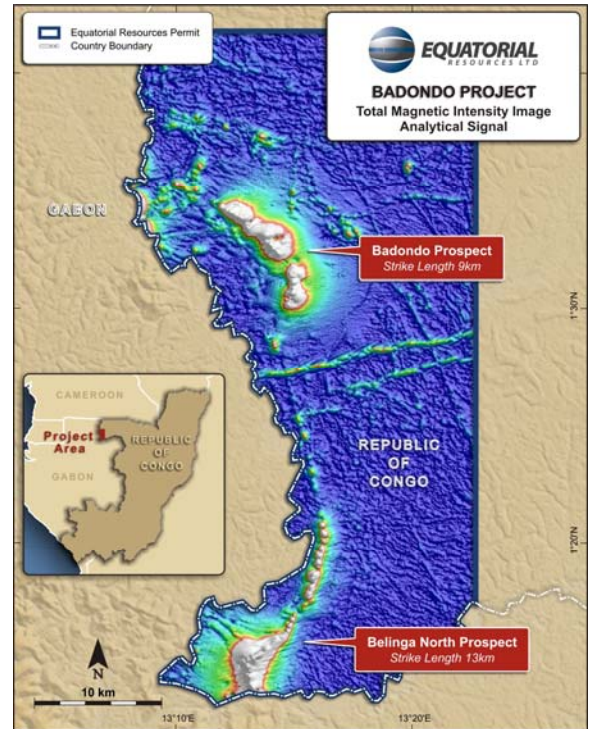 Equatorial Resources Permit
Country Boundary
EQUATORIAL
RESOURCES LTD
BADONDO PROJECT
Total Magnetic Intensity Image
Analytical Signal
GABON
Badondo Prospect
Strike Length 9km
1°30'N
CAMEROON
Project
Area
REPUBLIC
OF
CONGO
GABON
REPUBLIC
OF
CONGO
1°20'N
Belinga North Prospect
Strike Length 13km
N
10 km
13°10'E
13°20'E